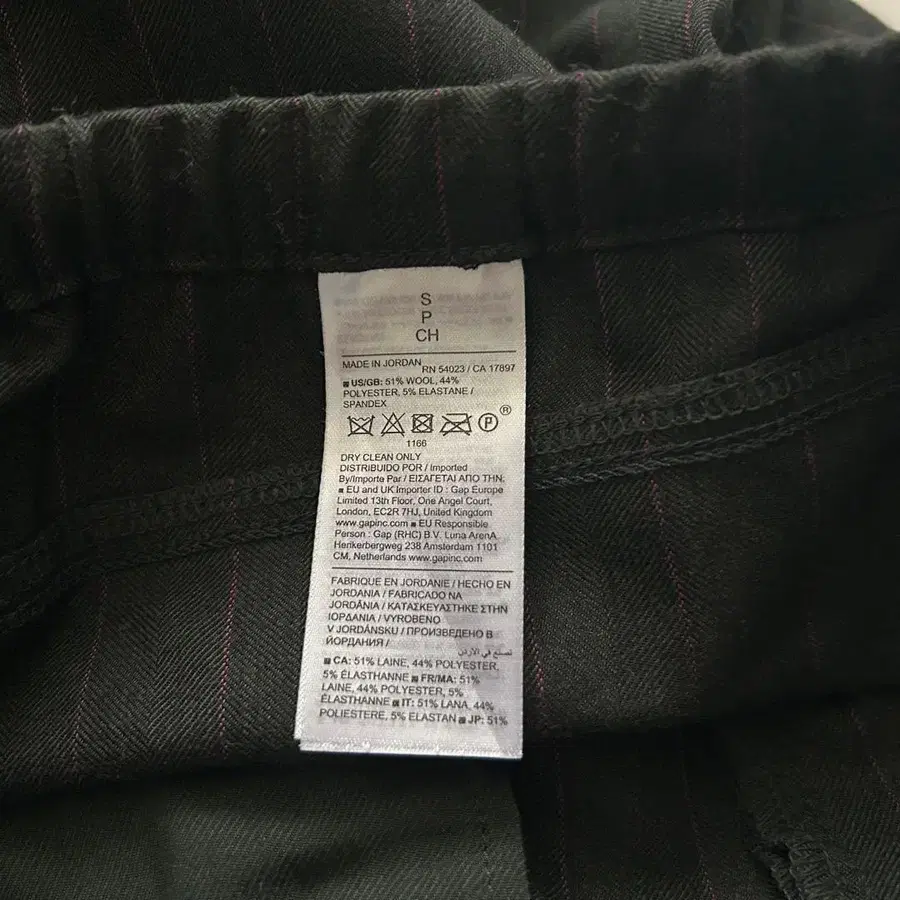 S
P
CH
MADE IN JORDAN
RN 54023 / CA 17897
■ US/GB: 51% WOOL, 44%
POLYESTER, 5% ELASTANE /
SPANDEX
P ®
1166
DRY CLEAN ONLY
DISTRIBUIDO POR / Imported
By/Importe Par / ΕΙΣΑΓΕΤΑΙ ΑΠΟ ΤΗΝ:
■ EU and UK Importer ID : Gap Europe
Limited 13th Floor, One Angel Court,
London, EC2R 7HJ, United Kingdom
www.gapinc.com ■ EU Responsible
Person : Gap (RHC) B.V. Luna ArenA
Herikerbergweg 238 Amsterdam 1101
CM, Netherlands www.gapinc.com
FABRIQUE EN JORDANIE / HECHO EN
JORDANIA / FABRICADO NA
JORDÂNIA / ΚΑΤΑΣΚΕΥΑΣΤΗΚΕ ΣΤΗΝ
ΙΟΡΔΑΝΙΑ / VYROBENO
V JORDÁNSKU / ПРОИЗВЕДЕНО В
ИОРДАНИИ /
تصنع في الأردن
■ CA: 51% LAINE, 44% POLYESTER,
5% ÉLASTHANNE ■ FR/MA: 51%
LAINE, 44% POLYESTER, 5%
ÉLASTHANNE ■ IT: 51% LANA, 44%
POLIESTERE, 5% ELASTAN ■ JP: 51%